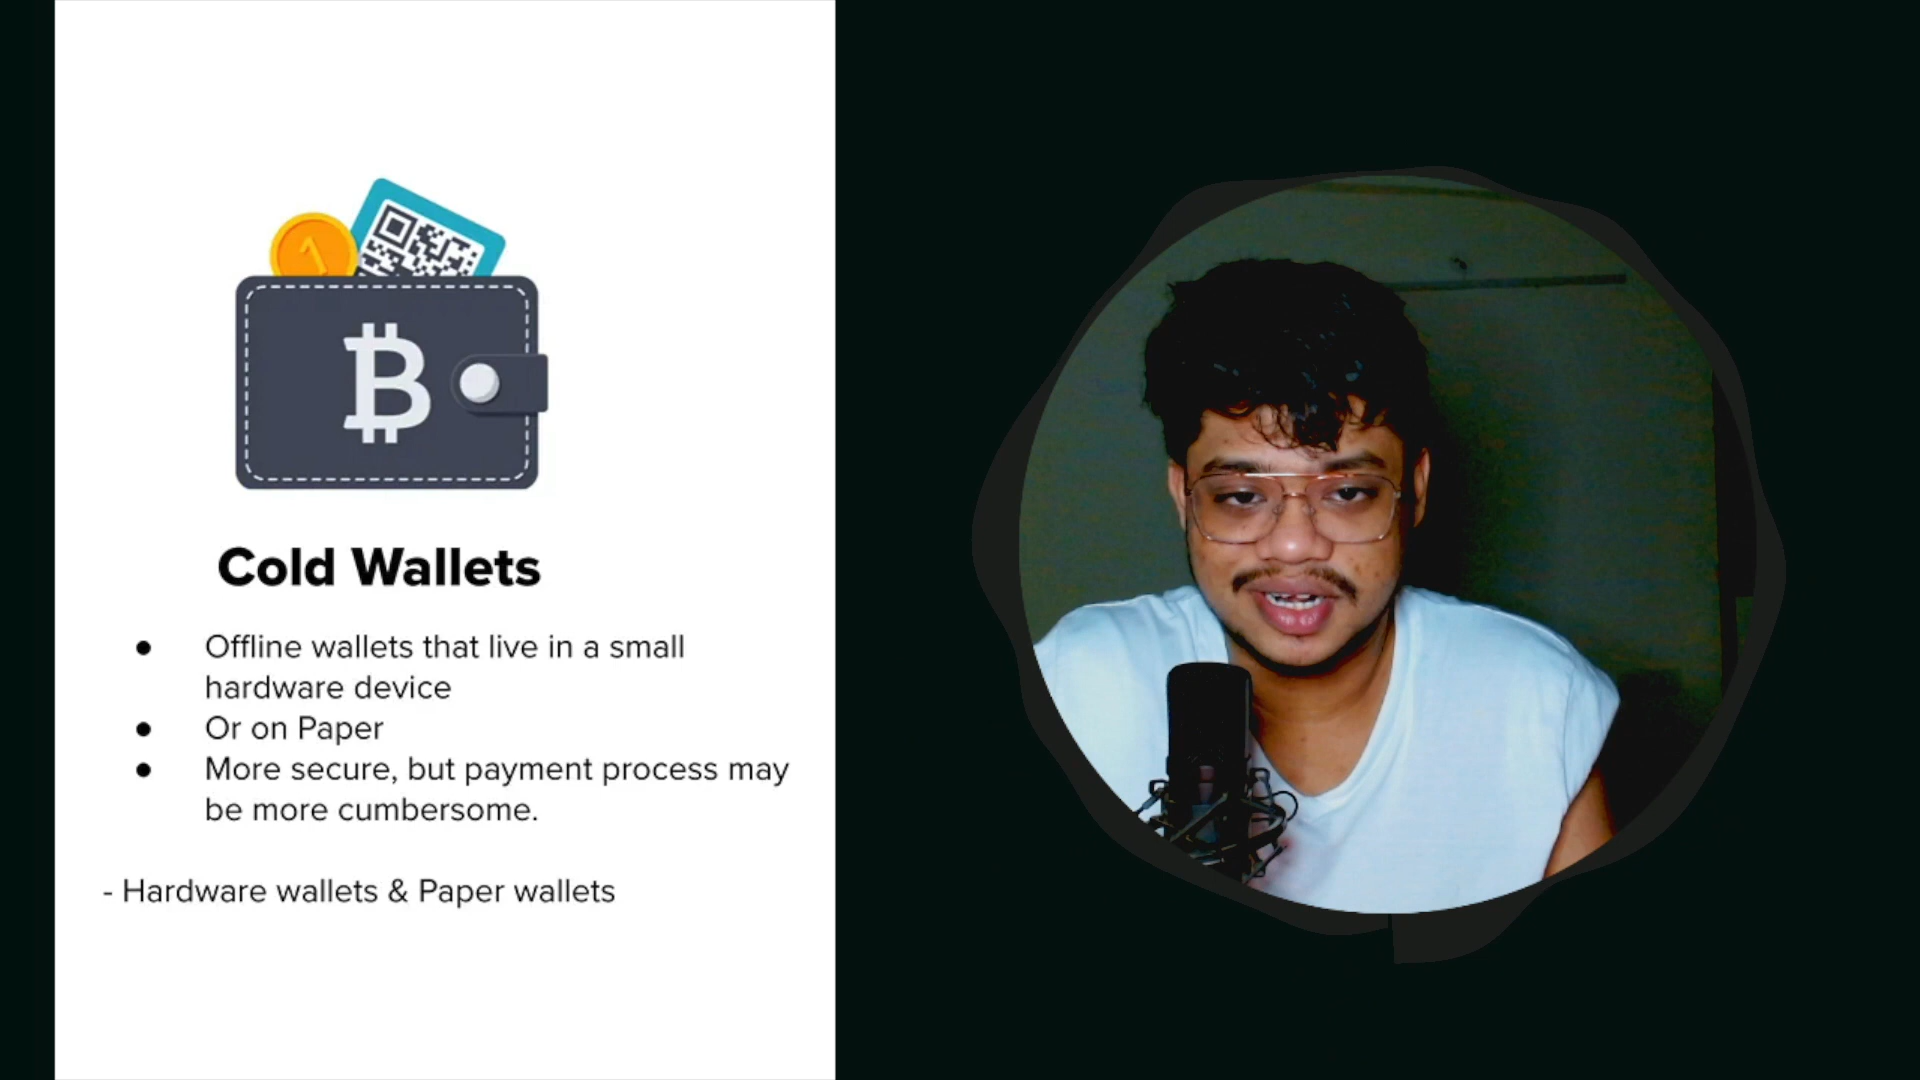 1
₿
Cold Wallets
● Offline wallets that live in a small
hardware device
● Or on Paper
● More secure, but payment process may
be more cumbersome.
- Hardware wallets & Paper wallets